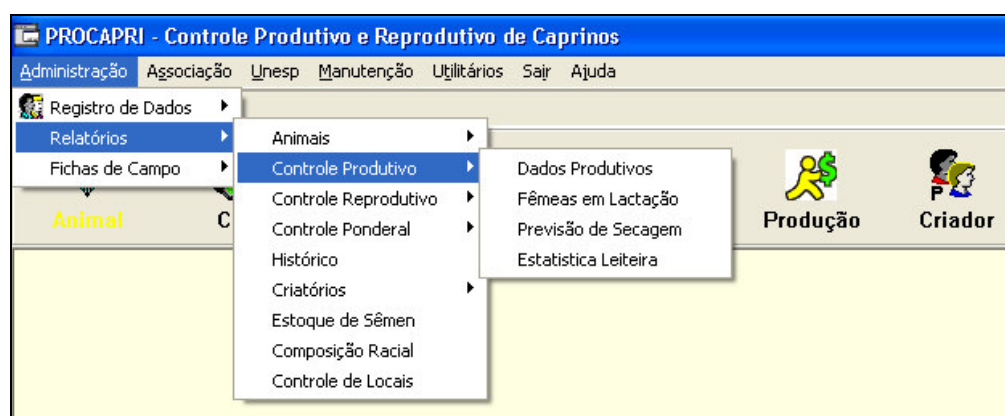 PROCAPRI - Controle Produtivo e Reprodutivo de Caprinos
Administração Associação Unesp Manutenção Utilitários Sair Ajuda
Registro de Dados
Relatórios
Fichas de Campo
Animais
Controle Produtivo
Controle Reprodutivo
Controle Ponderal
Histórico
Criatórios
Estoque de Sêmen
Composição Racial
Controle de Locais
Dados Produtivos
Fêmeas em Lactação
Previsão de Secagem
Estatistica Leiteira
Animal C Produção P Criador